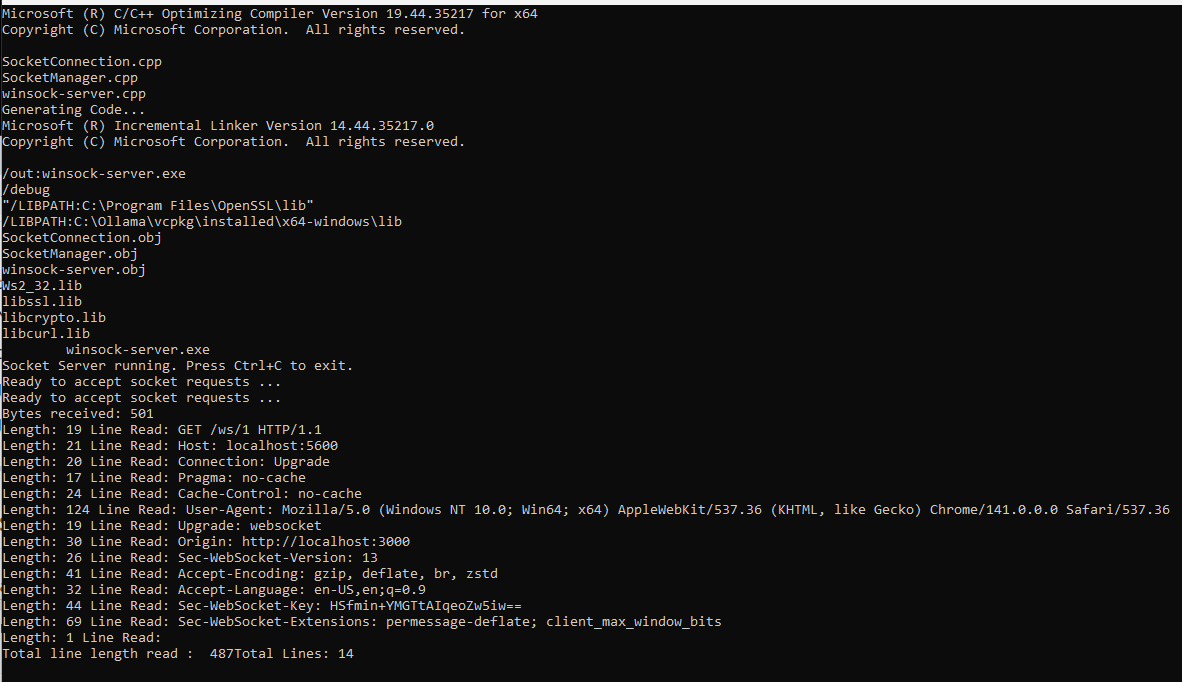 Microsoft (R) C/C++ Optimizing Compiler Version 19.44.35217 for x64
Copyright (C) Microsoft Corporation.  All rights reserved.

SocketConnection.cpp
SocketManager.cpp
winsock-server.cpp
Generating Code...
Microsoft (R) Incremental Linker Version 14.44.35217.0
Copyright (C) Microsoft Corporation.  All rights reserved.

/out:winsock-server.exe
/debug
"/LIBPATH:C:\Program Files\OpenSSL\lib"
/LIBPATH:C:\Ollama\vcpkg\installed\x64-windows\lib
SocketConnection.obj
SocketManager.obj
winsock-server.obj
Ws2_32.lib
libssl.lib
libcrypto.lib
libcurl.lib
        winsock-server.exe
Socket Server running. Press Ctrl+C to exit.
Ready to accept socket requests ...
Ready to accept socket requests ...
Bytes received: 501
Length: 19 Line Read: GET /ws/1 HTTP/1.1
Length: 21 Line Read: Host: localhost:5600
Length: 20 Line Read: Connection: Upgrade
Length: 17 Line Read: Pragma: no-cache
Length: 24 Line Read: Cache-Control: no-cache
Length: 124 Line Read: User-Agent: Mozilla/5.0 (Windows NT 10.0; Win64; x64) AppleWebKit/537.36 (KHTML, like Gecko) Chrome/141.0.0.0 Safari/537.36
Length: 19 Line Read: Upgrade: websocket
Length: 30 Line Read: Origin: http://localhost:3000
Length: 26 Line Read: Sec-WebSocket-Version: 13
Length: 41 Line Read: Accept-Encoding: gzip, deflate, br, zstd
Length: 32 Line Read: Accept-Language: en-US,en;q=0.9
Length: 44 Line Read: Sec-WebSocket-Key: HSfmin+YMGTtAIqeoZw5iw==
Length: 69 Line Read: Sec-WebSocket-Extensions: permessage-deflate; client_max_window_bits
Length: 1 Line Read:
Total line length read :  487Total Lines: 14